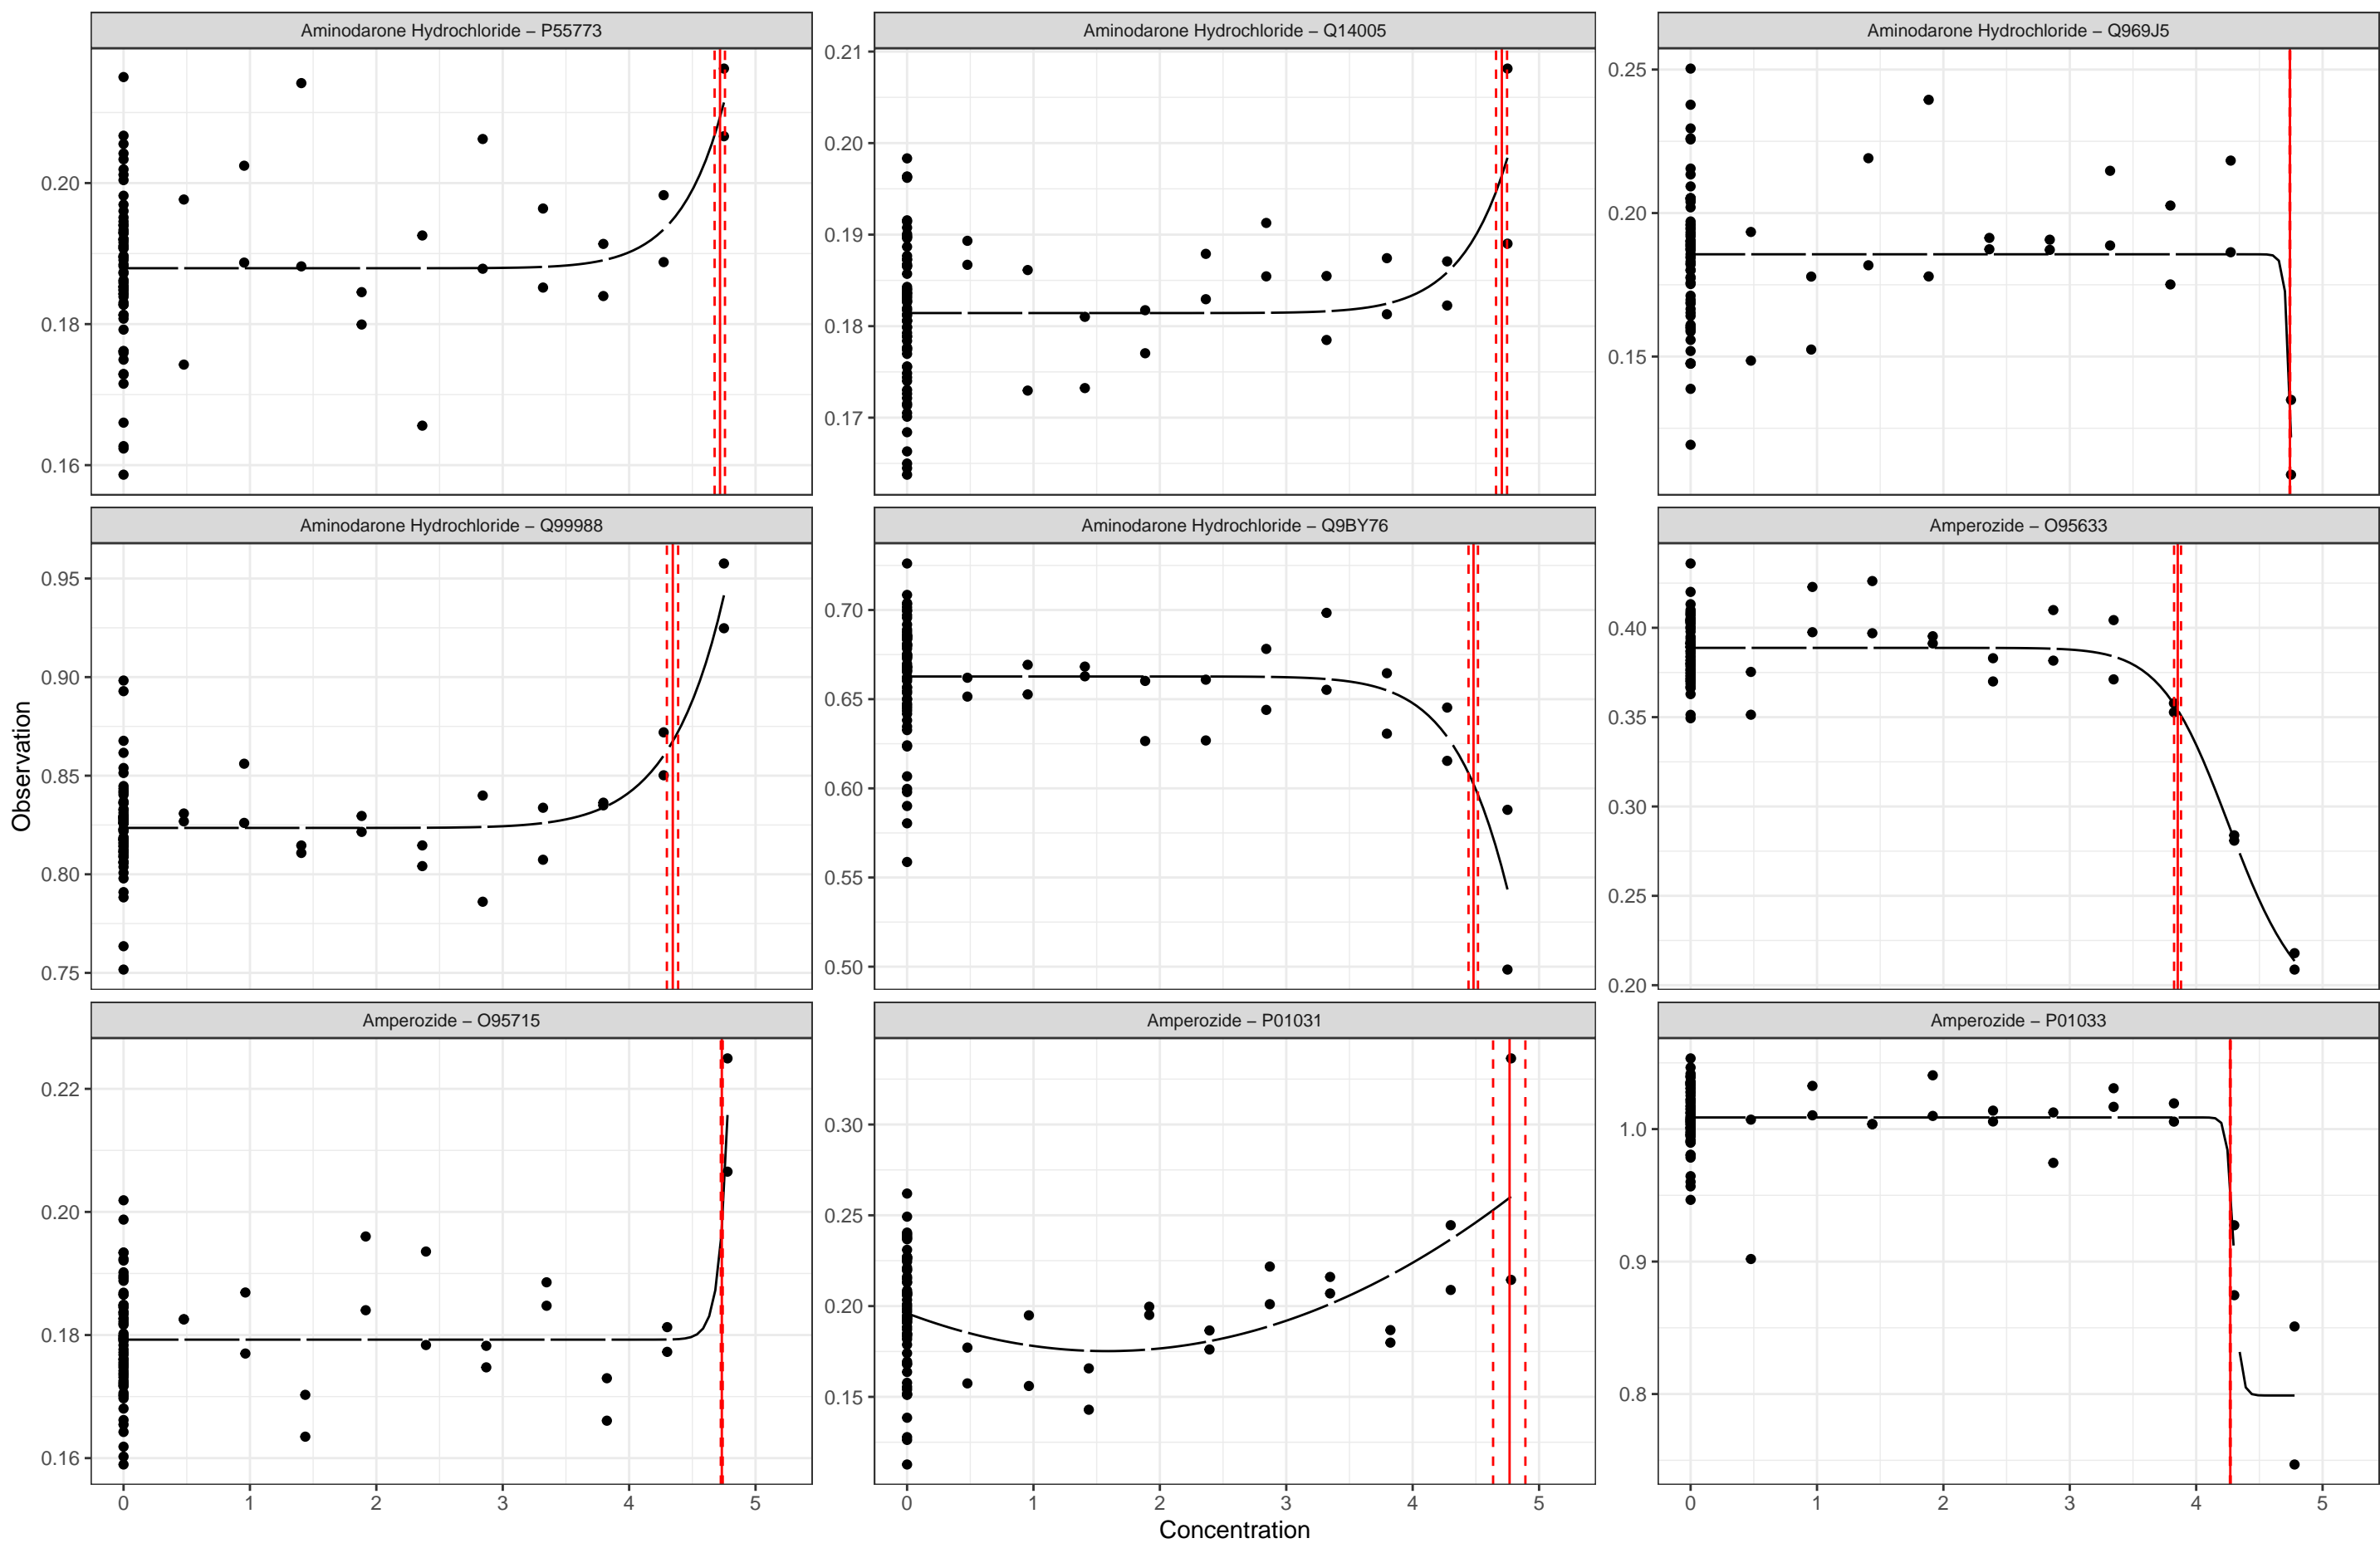 Aminodarone Hydrochloride – P55773
Aminodarone Hydrochloride – Q14005
Aminodarone Hydrochloride – Q969J5
0.20
0.18
0.16
0.21
0.20
0.19
0.18
0.17
0.25
0.20
0.15
Aminodarone Hydrochloride – Q99988
Aminodarone Hydrochloride – Q9BY76
Amperozide – O95633
0.95
0.90
0.85
0.80
0.75
0.70
0.65
0.60
0.55
0.50
0.40
0.35
0.30
0.25
0.20
Observation
Amperozide – O95715
Amperozide – P01031
Amperozide – P01033
0.22
0.20
0.18
0.16
0.30
0.25
0.20
0.15
1.0
0.9
0.8
0 1 2 3 4 5
0 1 2 3 4 5
0 1 2 3 4 5
Concentration